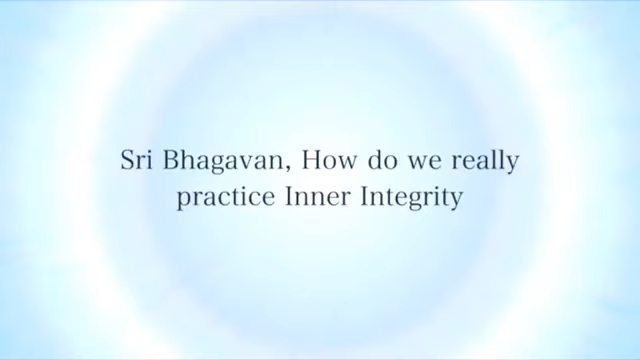 Sri Bhagavan, How do we really
practice Inner Integrity